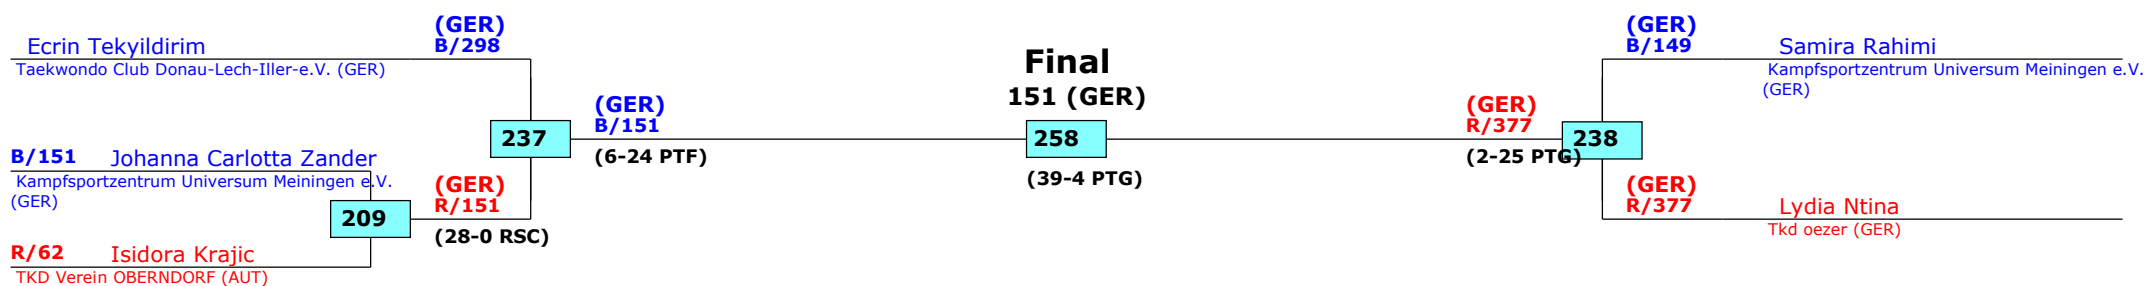 (GER)
B/298
Ecrin Tekyildirim
Taekwondo Club Donau-Lech-Iller-e.V. (GER)
B/151 Johanna Carlotta Zander
Kampfsportzentrum Universum Meiningen e.V.
(GER)
R/62 Isidora Krajic
TKD Verein OBERNDORF (AUT)
209
(GER)
R/151
(28-0 RSC)
237
(GER)
B/151
(6-24 PTF)
Final
151 (GER)
258
(39-4 PTG)
(GER)
R/377
(2-25 PTG)
238
(GER)
B/149
Samira Rahimi
Kampfsportzentrum Universum Meiningen e.V.
(GER)
(GER)
R/377
Lydia Ntina
Tkd oezer (GER)